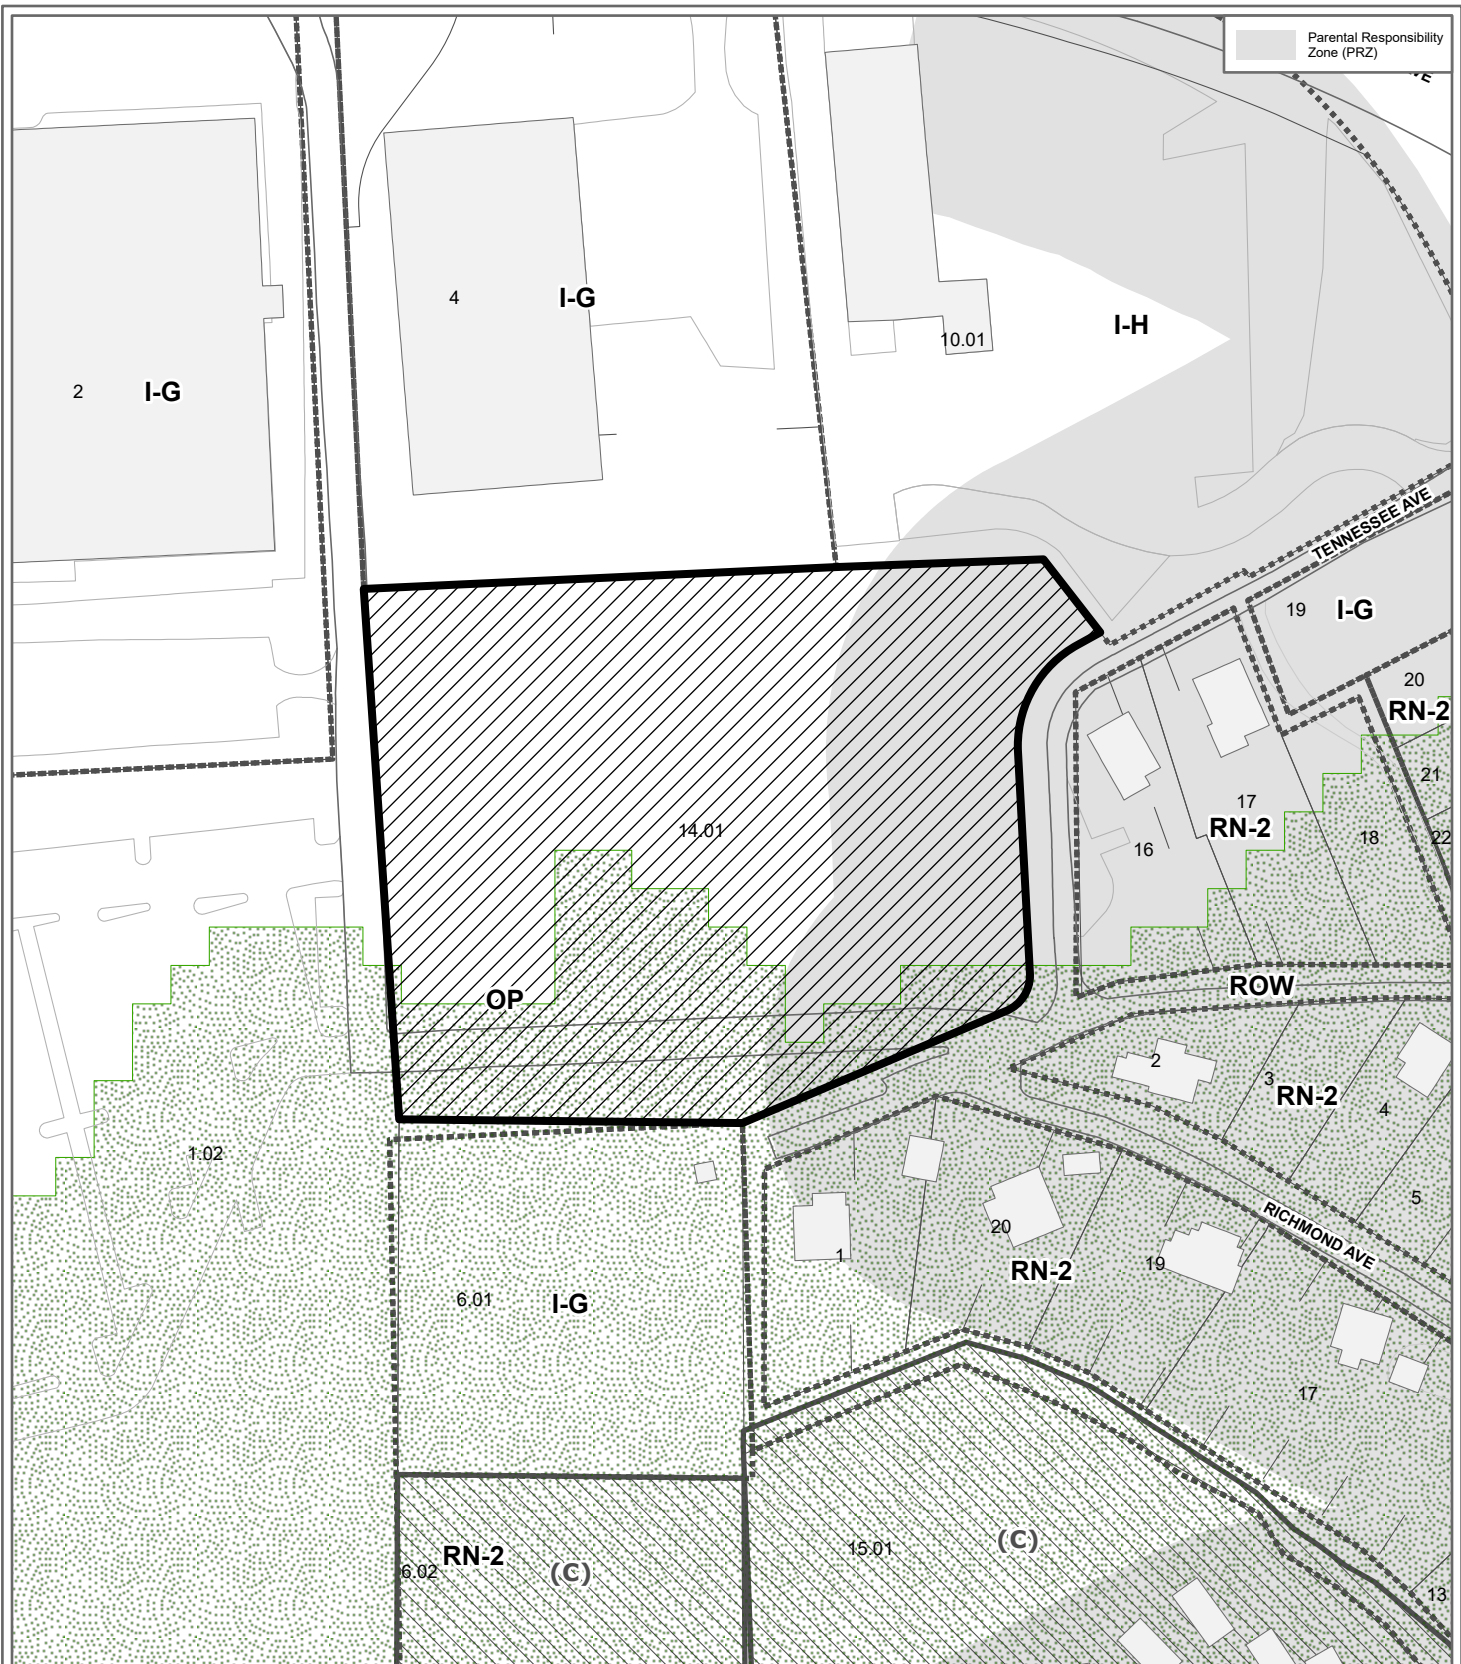 Parental Responsibility
Zone (PRZ)
VE
4
I-G
I-H
10.01
2
I-G
TENNESSEE AVE
19
I-G
20
RN-2
21
17
RN-2
14.01
22
18
16
ROW
OP
2
3
RN-2
4
1.02
5
RICHMOND AVE
20
1
19
RN-2
6.01
I-G
17
(C)
15.01
RN-2
6.02
(C)
13